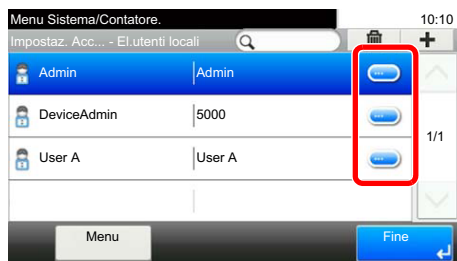 Menu Sistema/Contatore. 10:10
Impostaz. Acc... - El.utenti locali
Admin Admin
DeviceAdmin 5000
1/1
User A User A
Menu Fine